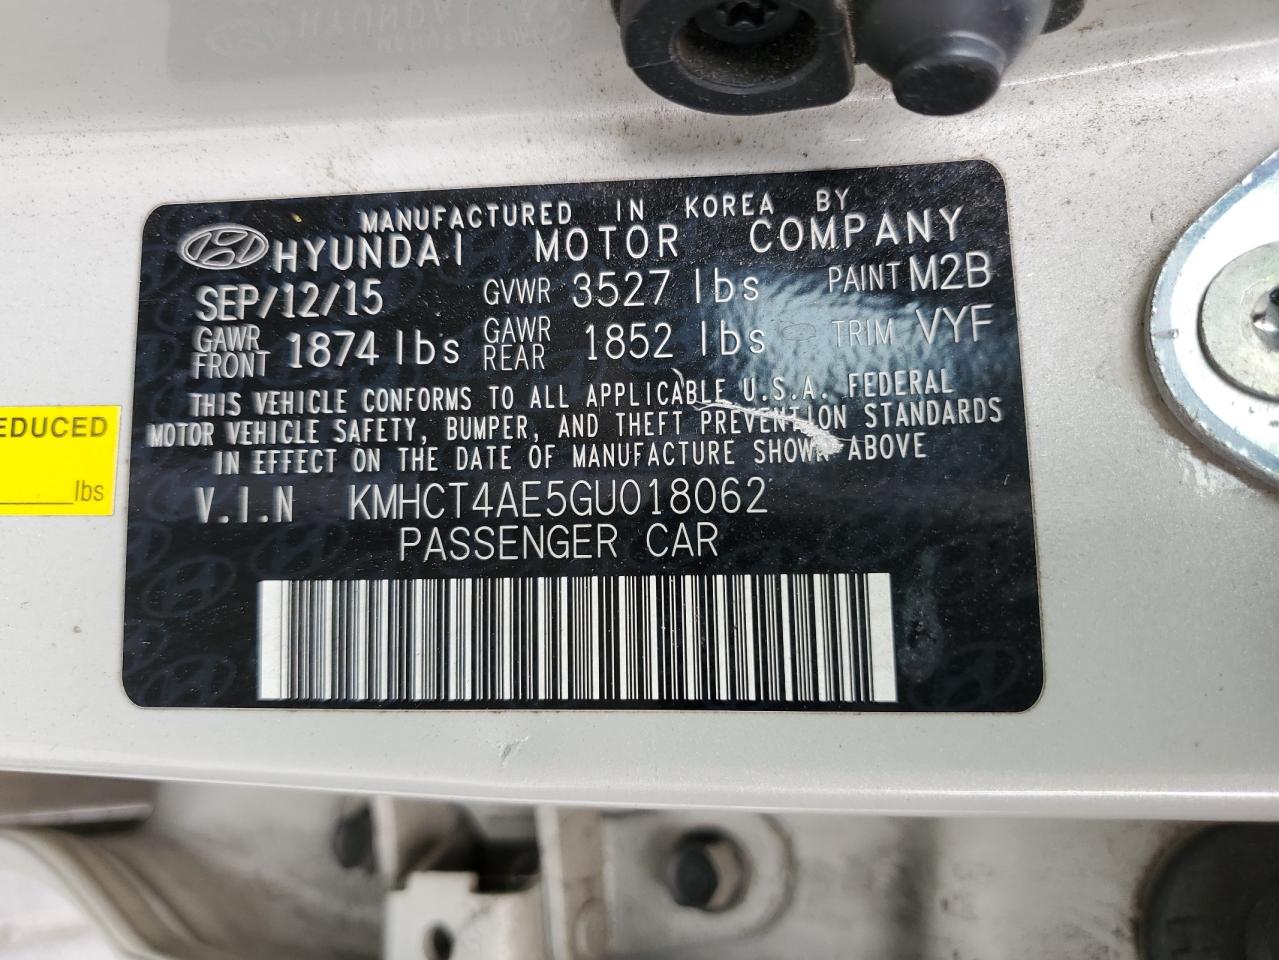 MANUFACTURED IN KOREA BY
HYUNDAI MOTOR COMPANY
SEP/12/15 GVWR 3527 lbs PAINT M2B
GAWR FRONT 1874 lbs GAWR REAR 1852 lbs TRIM VYF
THIS VEHICLE CONFORMS TO ALL APPLICABLE U.S.A. FEDERAL
MOTOR VEHICLE SAFETY, BUMPER, AND THEFT PREVENTION STANDARDS
IN EFFECT ON THE DATE OF MANUFACTURE SHOWN ABOVE
V.I.N KMHCT4AE5GU018062
PASSENGER CAR
EDUCED
lbs